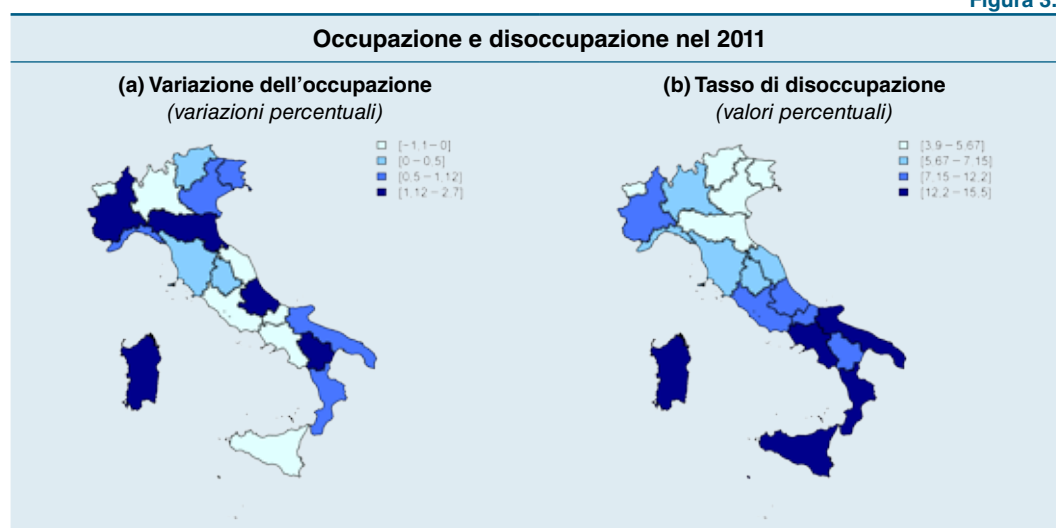 Figura 3.
Occupazione e disoccupazione nel 2011
(a) Variazione dell'occupazione
(variazioni percentuali)
[-1.1-0]
[0-0.5]
[0.5-1.12]
[1.12-2.7]
(b) Tasso di disoccupazione
(valori percentuali)
[3.9-5.67]
[5.67-7.15]
[7.15-12.2]
[12.2-15.5]